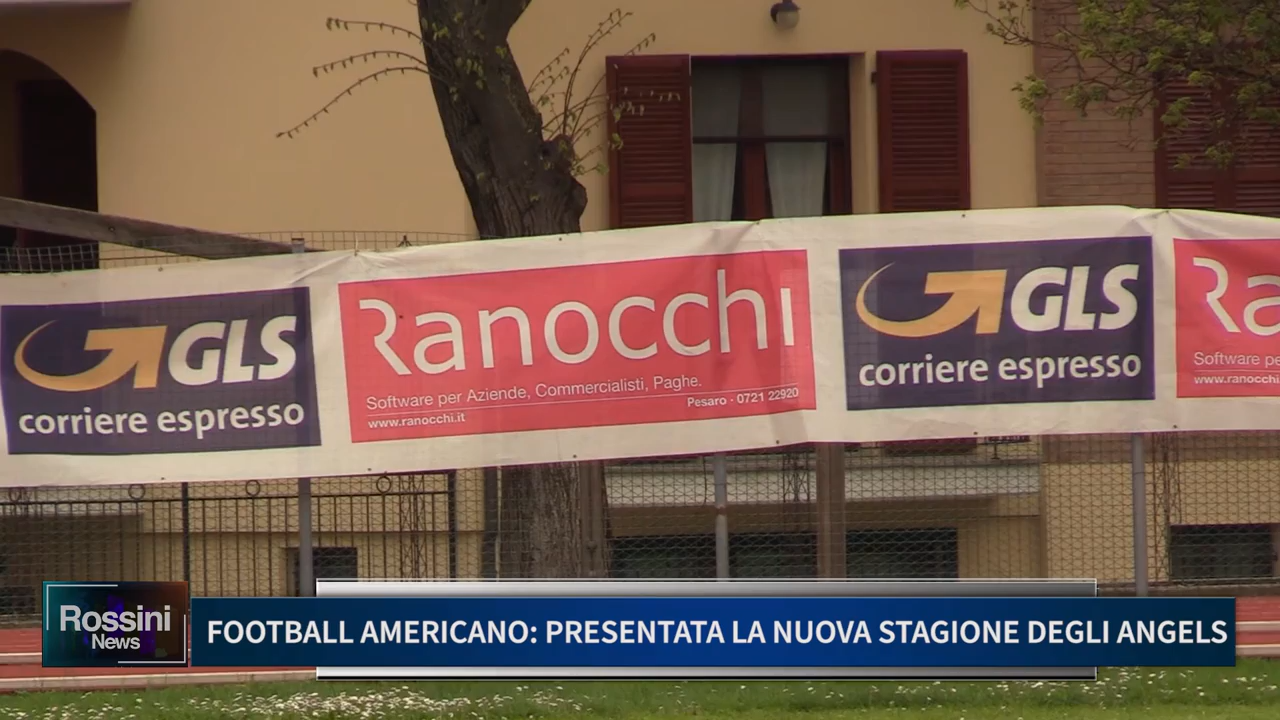 GLS
corriere espresso
Ranocchi
Software per Aziende, Commercialisti, Paghe.
www.ranocchi.it
Pesaro · 0721 22920
GLS
corriere espresso
Ra
Software pe
www.ranocchi
Rossini
News
FOOTBALL AMERICANO: PRESENTATA LA NUOVA STAGIONE DEGLI ANGELS